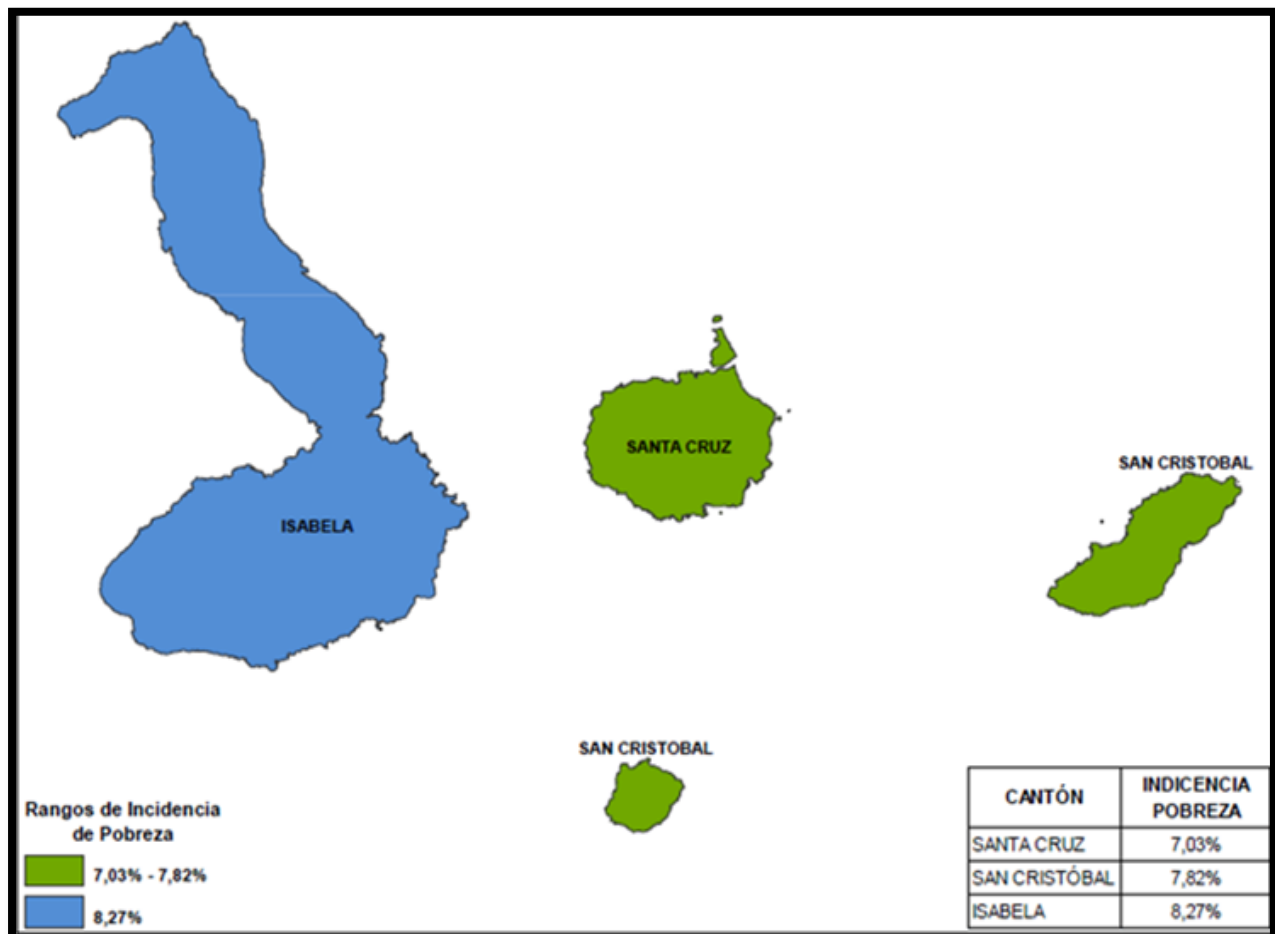 SANTA CRUZ
SAN CRISTOBAL
ISABELA
SAN CRISTOBAL
Rangos de Incidencia
de Pobreza
7,03% - 7,82%
8,27%
CANTÓN INDICENCIA
POBREZA
SANTA CRUZ 7,03%
SAN CRISTÓBAL 7,82%
ISABELA 8,27%